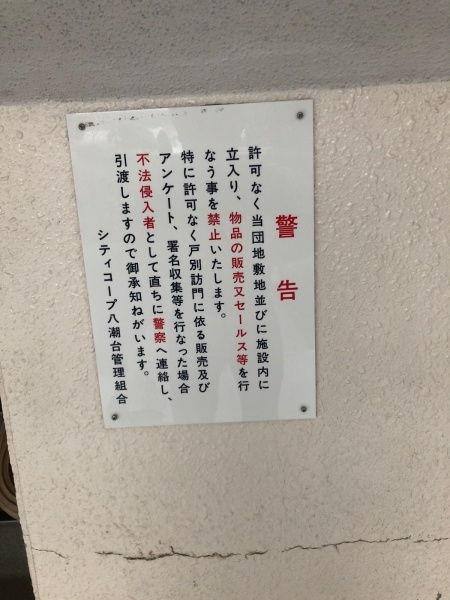 警告
許可なく当団地敷地並びに施設内に
立入り、物品の販売又セールス等を行
なう事を禁止いたします。
特に許可なく戸別訪問に依る販売及び
アンケート、署名収集等を行なった場合
不法侵入者として直ちに警察へ連絡し、
引渡しますので御承知ねがいます。
シティコープ八潮台管理組合